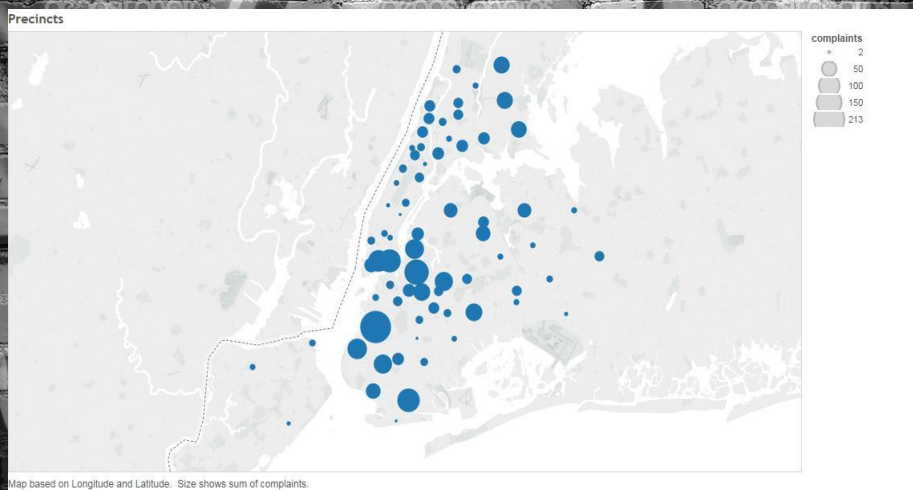 Precincts
complaints
2
50
100
150
213
Map based on Longitude and Latitude. Size shows sum of complaints.